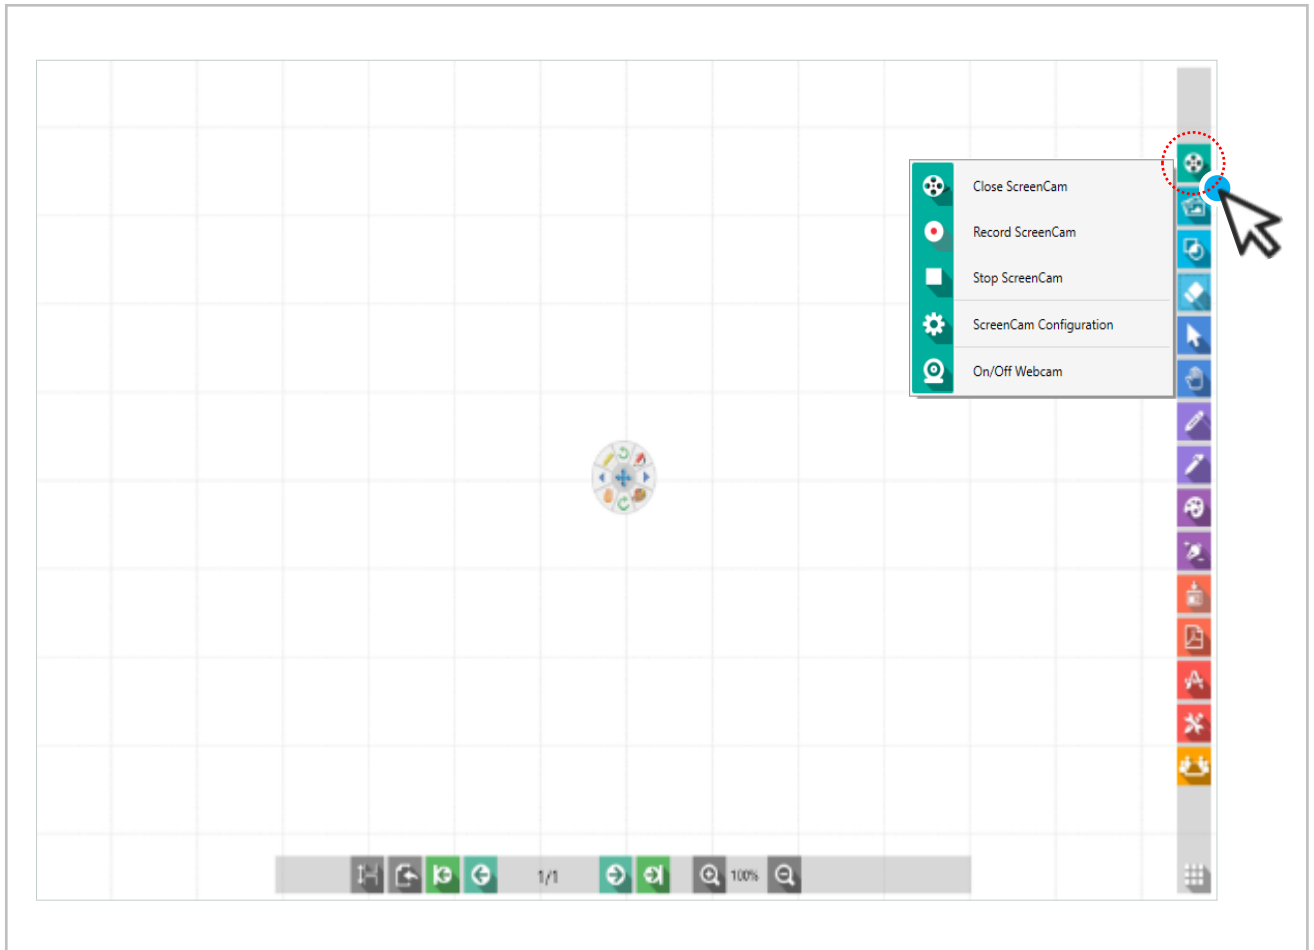 Close ScreenCam
Record ScreenCam
Stop ScreenCam
ScreenCam Configuration
On/Off Webcam
1/1
100%